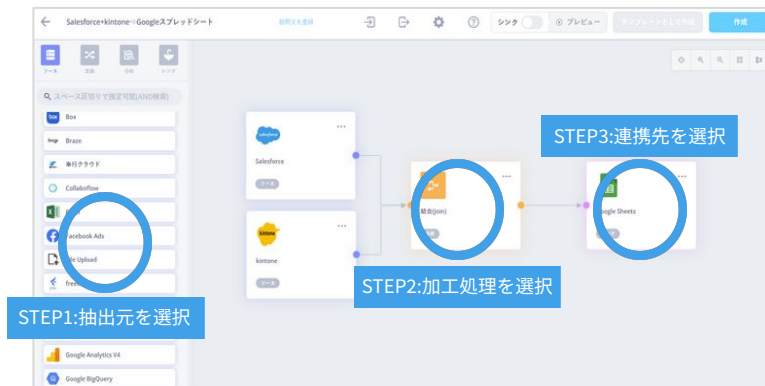 Salesforce+kintone→Googleスプレッドシート
説明文を登録
シンク
プレビュー
テンプレートとして作成
作成
ソース
変換
分析
シンク
スペース区切りで指定可能(AND検索)
Box
Braze
奉行クラウド
Collaboflow
Facebook Ads
File Upload
STEP1:抽出元を選択
Google Analytics V4
Google BigQuery
Salesforce
ソース
kintone
ソース
結合(Join)
STEP2:加工処理を選択
STEP3:連携先を選択
Google Sheets